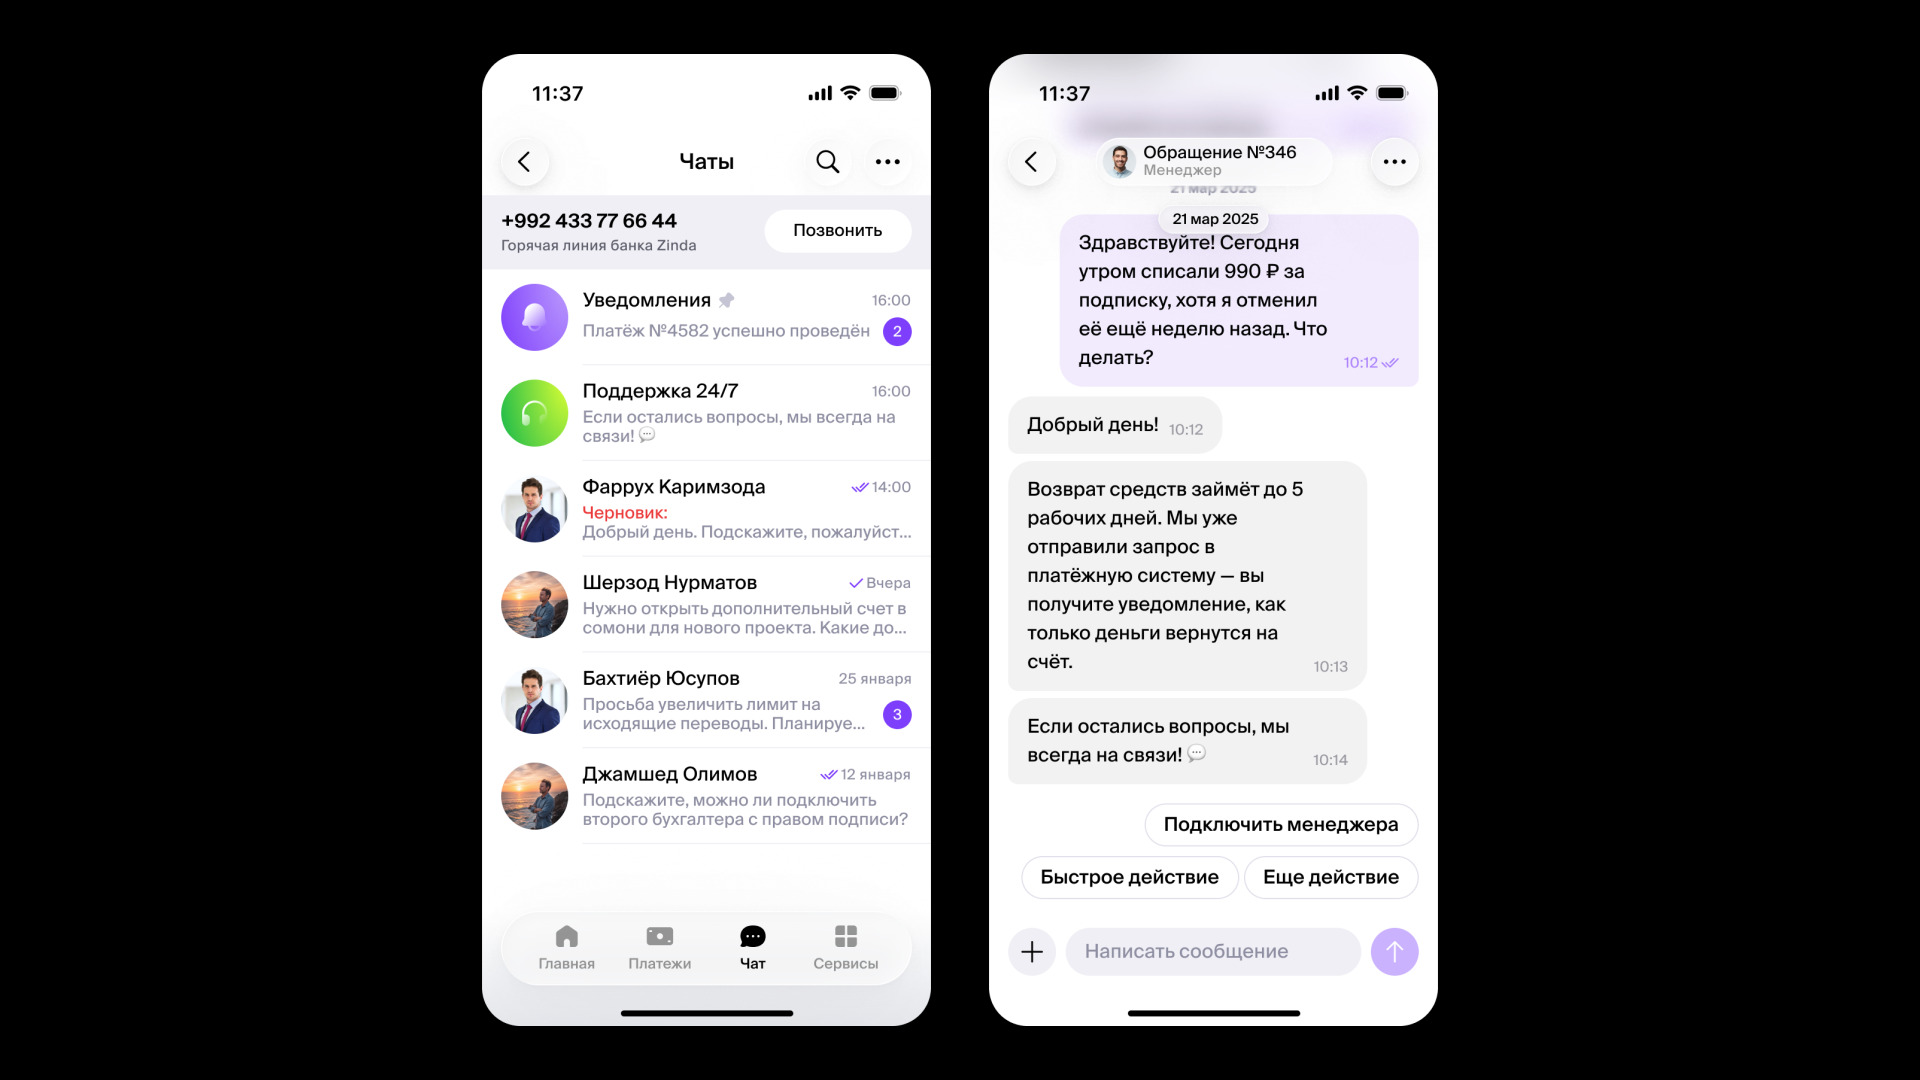 11:37
Чаты
+992 433 77 66 44
Горячая линия банка Zinda
Позвонить
Уведомления
16:00
Платёж №4582 успешно проведён
2
Поддержка 24/7
16:00
Если остались вопросы, мы всегда на
связи!
Фаррух Каримзода
14:00
Черновик:
Добрый день. Подскажите, пожалуйст...
Шерзод Нурматов
Вчера
Нужно открыть дополнительный счет в
сомони для нового проекта. Какие до...
Бахтиёр Юсупов
25 января
Просьба увеличить лимит на
исходящие переводы. Планируе...
3
Джамшед Олимов
12 января
Подскажите, можно ли подключить
второго бухгалтера с правом подписи?
Главная
Платежи
Чат
Сервисы
11:37
Обращение №346
Менеджер
21 мар 2025
21 мар 2025
Здравствуйте! Сегодня
утром списали 990 ₽ за
подписку, хотя я отменил
её ещё неделю назад. Что
делать?
10:12
Добрый день!
10:12
Возврат средств займёт до 5
рабочих дней. Мы уже
отправили запрос в
платёжную систему — вы
получите уведомление, как
только деньги вернутся на
счёт.
10:13
Если остались вопросы, мы
всегда на связи!
10:14
Подключить менеджера
Быстрое действие
Еще действие
Написать сообщение